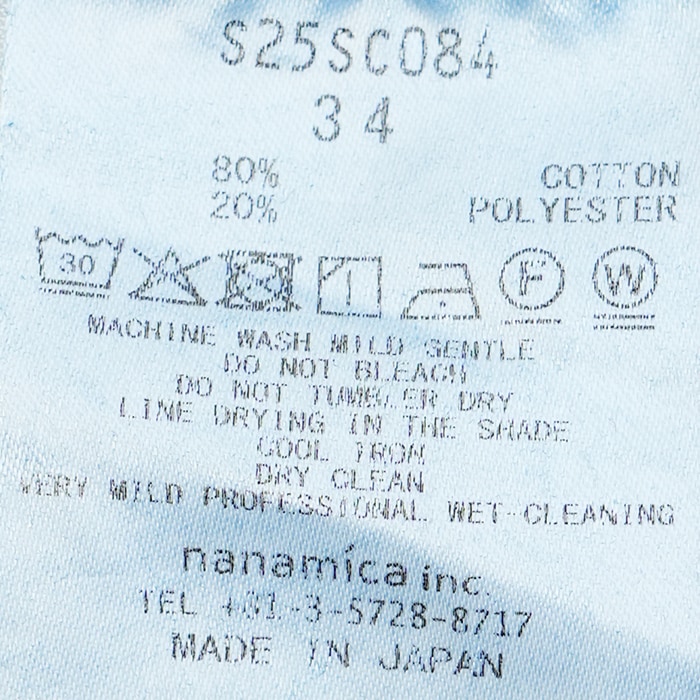 S25SC084
34
80% COTTON
20% POLYESTER
30 F W
MACHINE WASH MILD GENTLE
DO NOT BLEACH
DO NOT TUMBLER DRY
LINE DRYING IN THE SHADE
COOL IRON
DRY CLEAN
VERY MILD PROFESSIONAL WET-CLEANING
nanamica inc.
TEL +81-3-5728-8717
MADE IN JAPAN